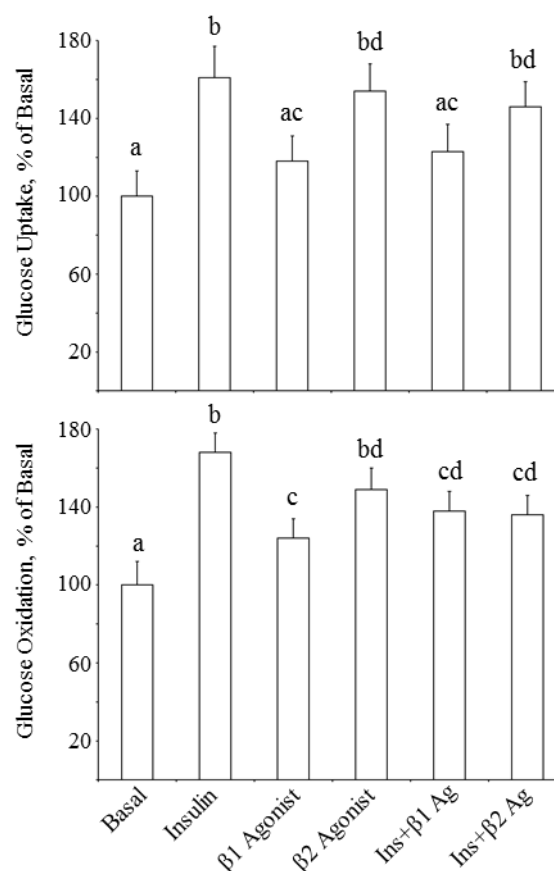 Glucose Uptake, % of Basal
180
140
100
60
20
a
b
ac
bd
ac
bd
Glucose Oxidation, % of Basal
180
140
100
60
20
a
b
c
bd
cd
cd
Basal
Insulin
β1 Agonist
β2 Agonist
Ins+β1 Ag
Ins+β2 Ag